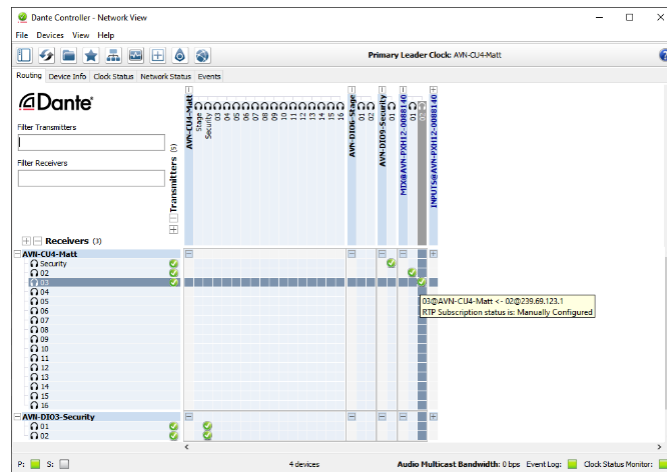 Dante Controller - Network View
File Devices View Help
Primary Leader Clock: AVN-CU4-Matt
Routing Device Info Clock Status Network Status Events
Dante
Filter Transmitters
Filter Receivers
Transmitters (5)
AVN-CU4-Matt
Stage
Security
03
04
05
06
07
08
09
10
11
12
13
14
15
16
AVN-DIO6-Stage
01
02
AVN-DIO9-Security
01
MIX@AVN-PXH12-0088140
01
02
INPUTS@AVN-PXH12-0088140
Receivers (3)
AVN-CU4-Matt
Security
02
03
04
05
06
07
08
09
10
11
12
13
14
15
16
03@AVN-CU4-Matt <- 02@239.69.123.1
RTP Subscription status is: Manually Configured
AVN-DIO3-Security
01
02
P: S: 4 devices Audio Multicast Bandwidth: 0 bps Event Log: Clock Status Monitor: